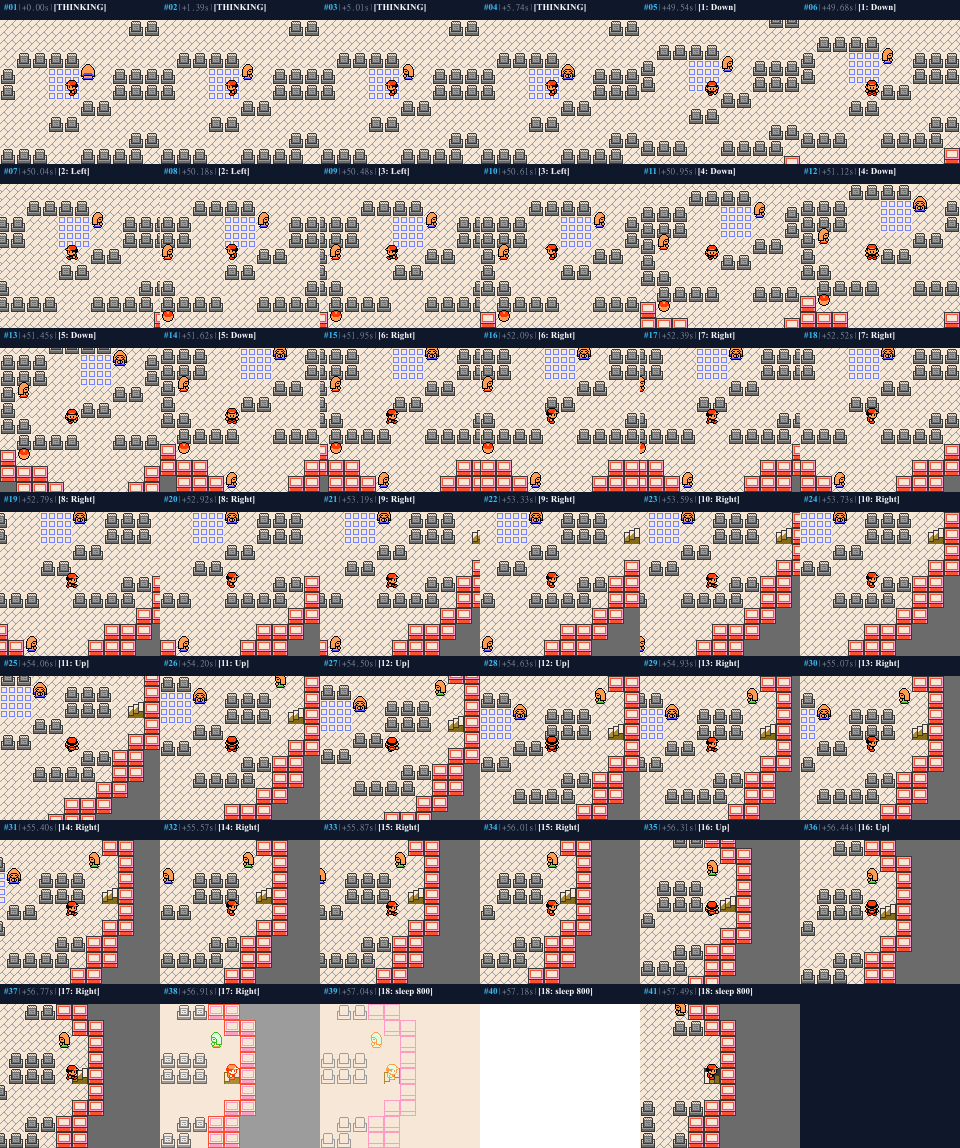 #01|+0.00s| [THINKING] #02|+1.39s| [THINKING] #03|+5.01s| [THINKING] #04|+5.74s| [THINKING] #05|+49.54s| [1: Down] #06|+49.68s| [1: Down]
#07|+50.04s| [2: Left] #08|+50.18s| [2: Left] #09|+50.48s| [3: Left] #10|+50.61s| [3: Left] #11|+50.95s| [4: Down] #12|+51.12s| [4: Down]
#13|+51.45s| [5: Down] #14|+51.62s| [5: Down] #15|+51.95s| [6: Right] #16|+52.09s| [6: Right] #17|+52.39s| [7: Right] #18|+52.52s| [7: Right]
#19|+52.79s| [8: Right] #20|+52.92s| [8: Right] #21|+53.19s| [9: Right] #22|+53.33s| [9: Right] #23|+53.59s| [10: Right] #24|+53.73s| [10: Right]
#25|+54.06s| [11: Up] #26|+54.20s| [11: Up] #27|+54.50s| [12: Up] #28|+54.63s| [12: Up] #29|+54.93s| [13: Right] #30|+55.07s| [13: Right]
#31|+55.40s| [14: Right] #32|+55.57s| [14: Right] #33|+55.87s| [15: Right] #34|+56.01s| [15: Right] #35|+56.31s| [16: Up] #36|+56.44s| [16: Up]
#37|+56.77s| [17: Right] #38|+56.91s| [17: Right] #39|+57.04s| [18: sleep 800] #40|+57.18s| [18: sleep 800] #41|+57.49s| [18: sleep 800]